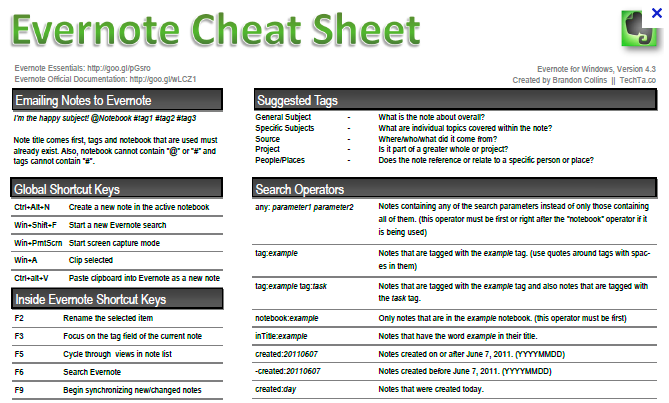 Evernote Cheat Sheet
Evernote Essentials: http://goo.gl/pGsro
Evernote Official Documentation: http://goo.gl/wLCZ1
Evernote for Windows, Version 4.3
Created by Brandon Collins || TechTa.co
Emailing Notes to Evernote
I'm the happy subject! @Notebook #tag1 #tag2 #tag3
Note title comes first, tags and notebook that are used must
already exist. Also, notebook cannot contain "@" or "#" and
tags cannot contain "#".
Suggested Tags
General Subject - What is the note about overall?
Specific Subjects - What are individual topics covered within the note?
Source - Where/who/what did it come from?
Project - Is it part of a greater whole or project?
People/Places - Does the note reference or relate to a specific person or place?
Global Shortcut Keys
Ctrl+Alt+N Create a new note in the active notebook
Win+Shift+F Start a new Evernote search
Win+PrntScrn Start screen capture mode
Win+A Clip selected
Ctrl+alt+V Paste clipboard into Evernote as a new note
Inside Evernote Shortcut Keys
F2 Rename the selected item
F3 Focus on the tag field of the current note
F5 Cycle through views in note list
F6 Search Evernote
F9 Begin synchronizing new/changed notes
Search Operators
any: parameter1 parameter2 Notes containing any of the search parameters instead of only those containing
all of them. (this operator must be first or right after the "notebook" operator if it
is being used)
tag:example Notes that are tagged with the example tag. (use quotes around tags with spac-
es in them)
tag:example tag:task Notes that are tagged with the example tag and also notes that are tagged with
the task tag.
notebook:example Only notes that are in the example notebook. (this operator must be first)
inTitle:example Notes that have the word example in their title.
created:20110607 Notes created on or after June 7, 2011. (YYYYMMDD)
-created:20110607 Notes created before June 7, 2011. (YYYYMMDD)
created:day Notes that were created today.